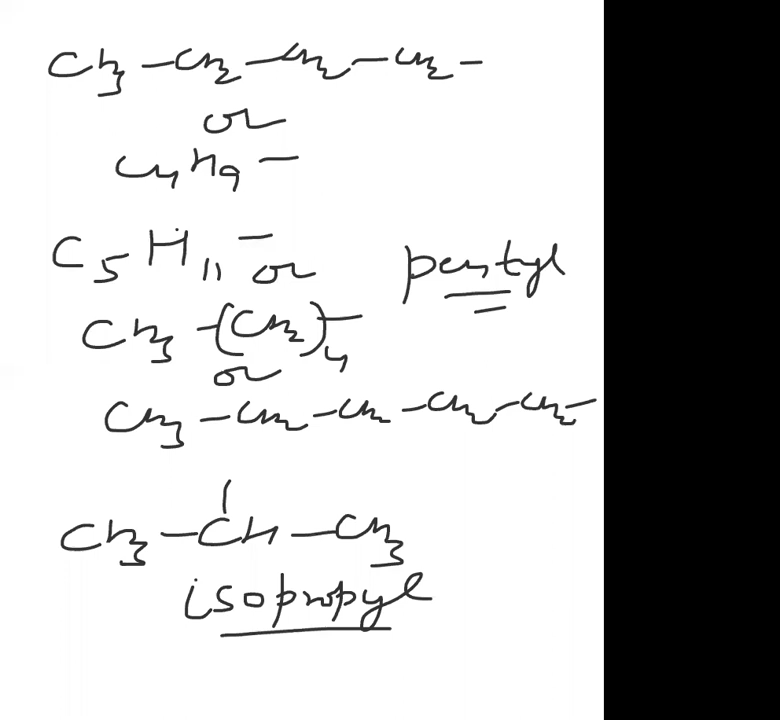 CH3-CH2-CH2-CH2-
or
C4H9-
C5H11- or pentyl
CH3-(CH2)4-
or
CH3-CH2-CH2-CH2-CH2-
CH3-CH-CH3
isopropyl